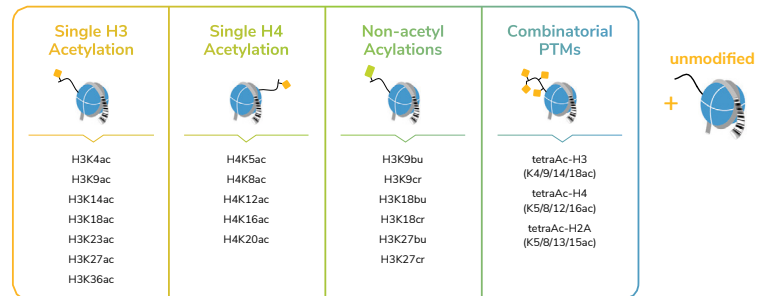 Single H3
Acetylation
H3K4ac
H3K9ac
H3K14ac
H3K18ac
H3K23ac
H3K27ac
H3K36ac
Single H4
Acetylation
H4K5ac
H4K8ac
H4K12ac
H4K16ac
H4K20ac
Non-acetyl
Acylations
H3K9bu
H3K9cr
H3K18bu
H3K18cr
H3K27bu
H3K27cr
Combinatorial
PTMs
tetraAc-H3
(K4/9/14/18ac)
tetraAc-H4
(K5/8/12/16ac)
tetraAc-H2A
(K5/8/13/15ac)
unmodified
+